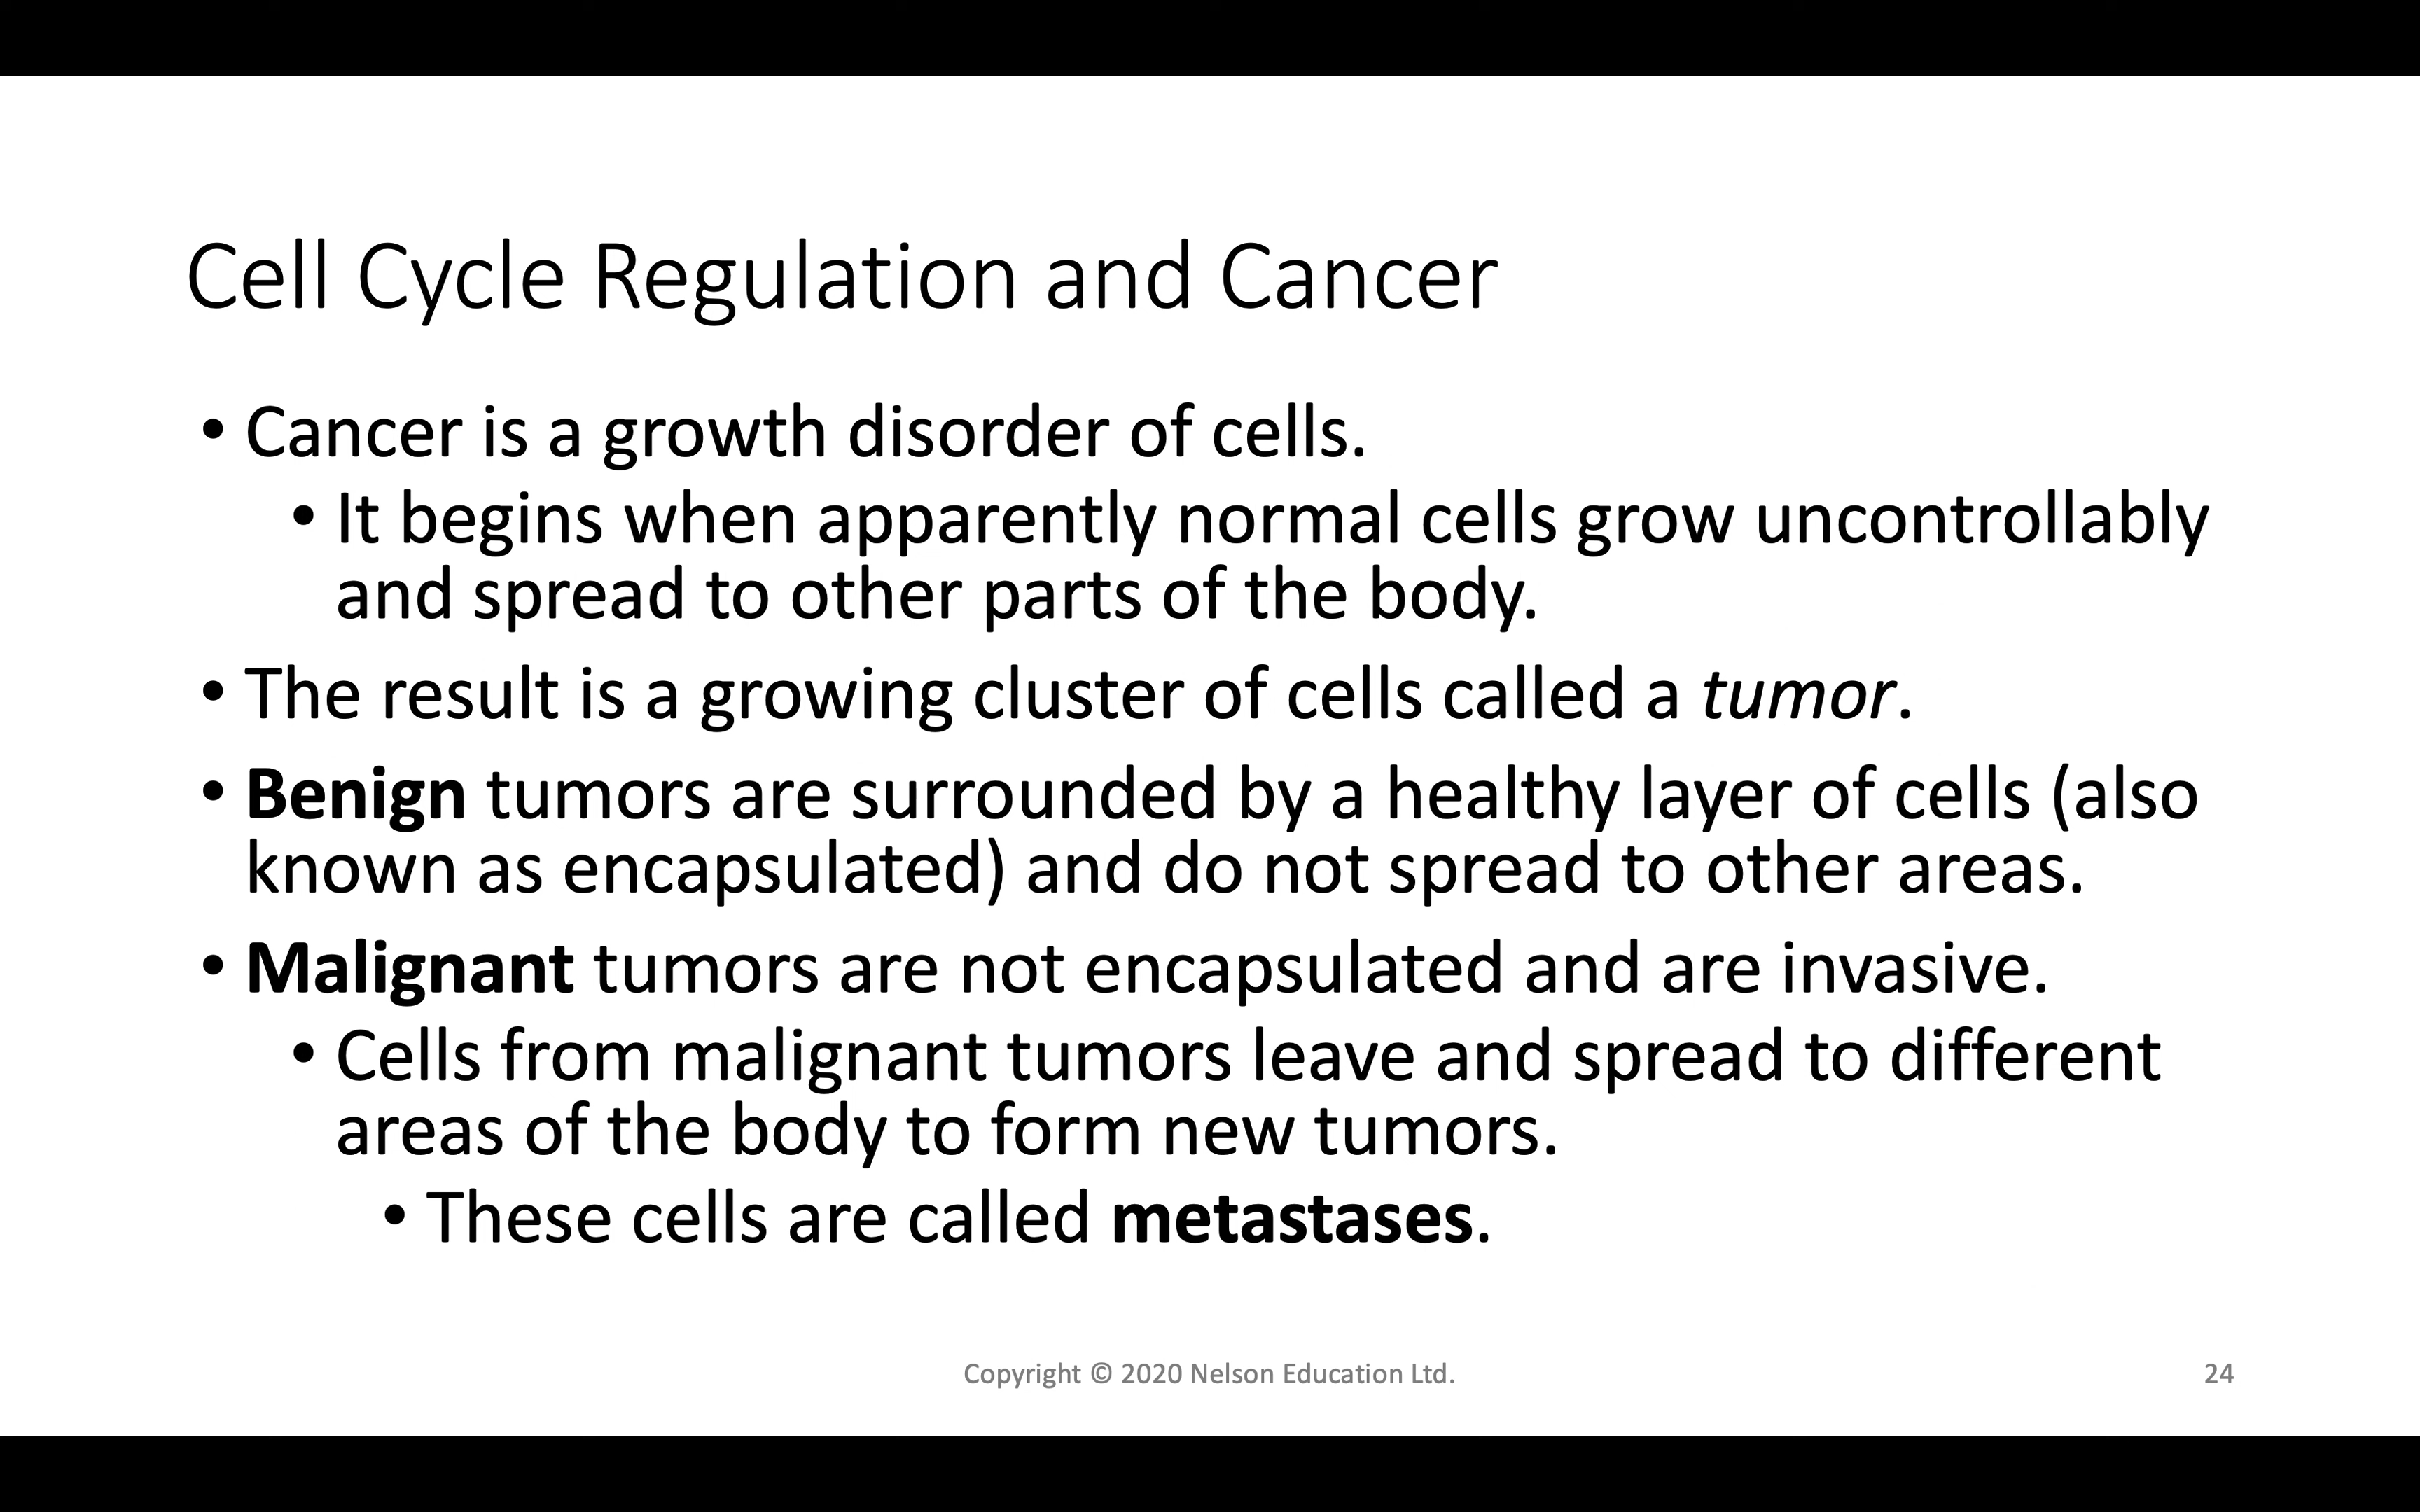 Cell Cycle Regulation and Cancer
• Cancer is a growth disorder of cells.
• It begins when apparently normal cells grow uncontrollably
and spread to other parts of the body.
• The result is a growing cluster of cells called a tumor.
• Benign tumors are surrounded by a healthy layer of cells (also
known as encapsulated) and do not spread to other areas.
• Malignant tumors are not encapsulated and are invasive.
• Cells from malignant tumors leave and spread to different
areas of the body to form new tumors.
• These cells are called metastases.
Copyright © 2020 Nelson Education Ltd.
24